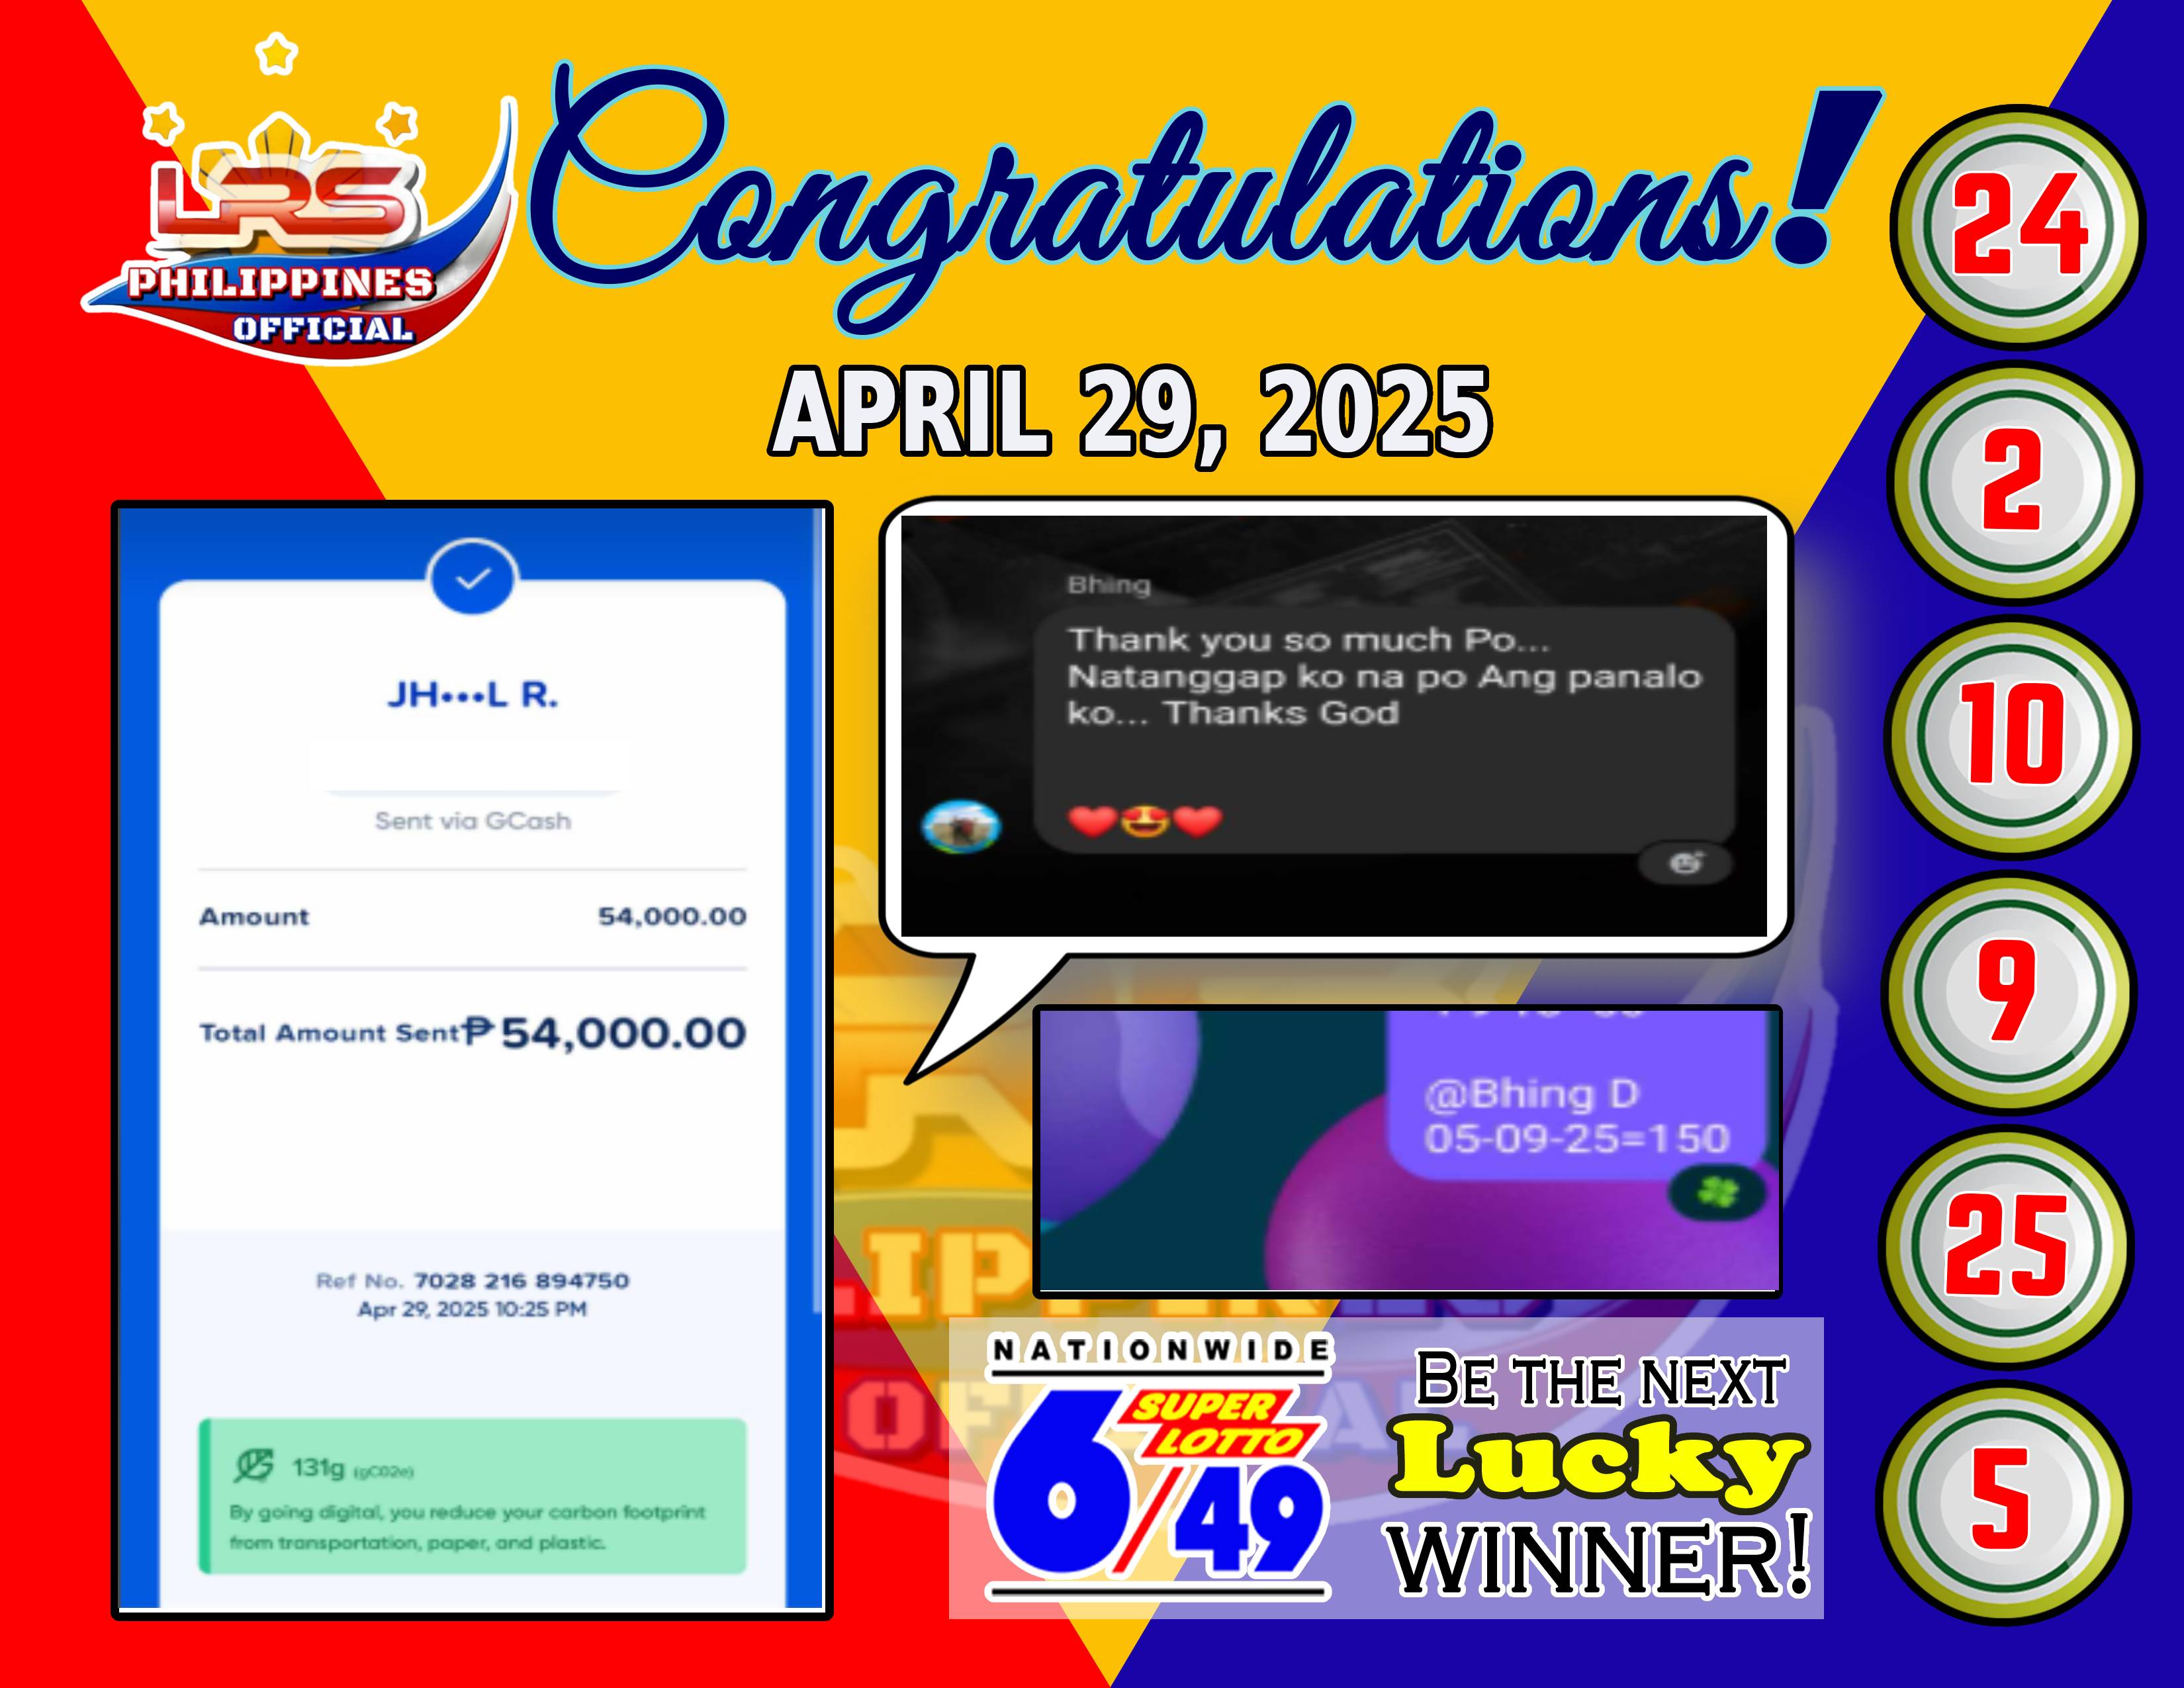 LRS
PHILIPPINES
OFFICIAL
Congratulations!
APRIL 29, 2025
JH•••L R.
Sent via GCash
Amount 54,000.00
Total Amount Sent ₱54,000.00
Ref No. 7028 216 894750
Apr 29, 2025 10:25 PM
131g (gCO2e)
By going digital, you reduce your carbon footprint
from transportation, paper, and plastic.
Bhing
Thank you so much Po...
Natanggap ko na po Ang panalo
ko... Thanks God
❤️😍❤️
@Bhing D
05-09-25=150
NATIONWIDE
SUPER
LOTTO
6/49
BE THE NEXT
Lucky
WINNER!
24
2
10
9
25
5